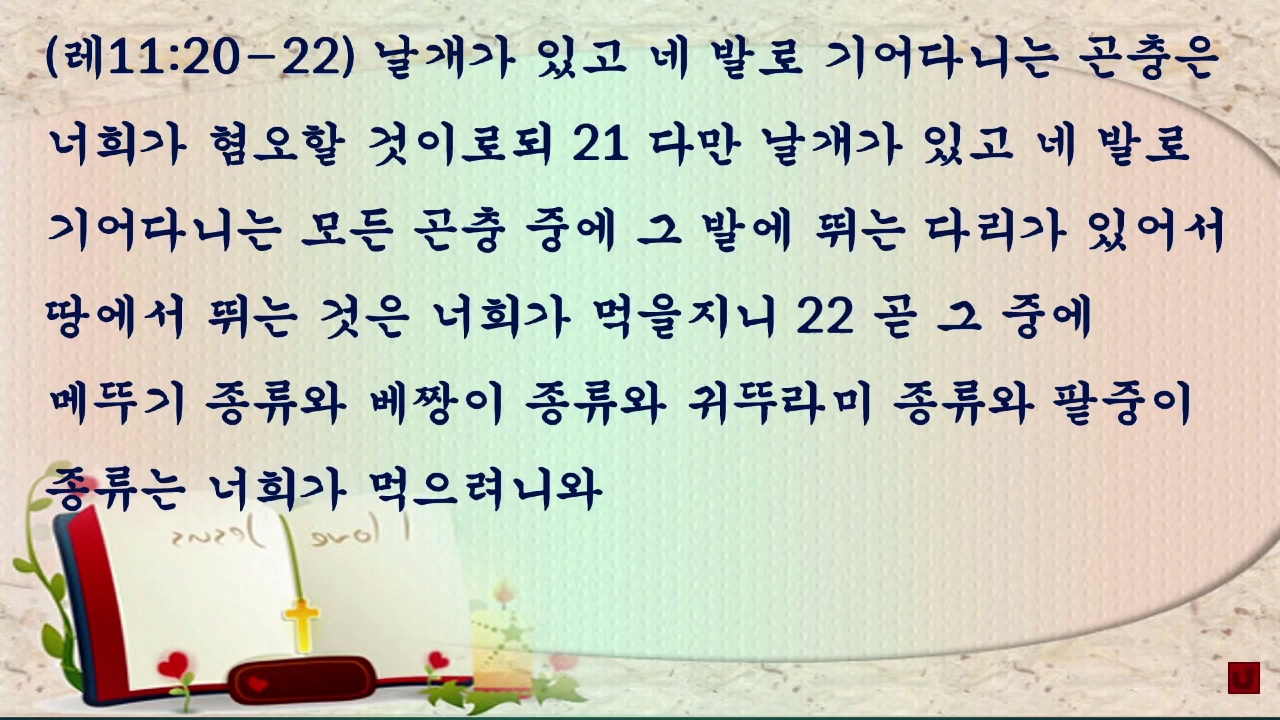 (레11:20-22) 날개가 있고 네 발로 기어다니는 곤충은
너희가 혐오할 것이로되 21 다만 날개가 있고 네 발로
기어다니는 모든 곤충 중에 그 발에 뛰는 다리가 있어서
땅에서 뛰는 것은 너희가 먹을지니 22 곧 그 중에
메뚜기 종류와 베짱이 종류와 귀뚜라미 종류와 팥중이
종류는 너희가 먹으려니와
I love Jesus
U